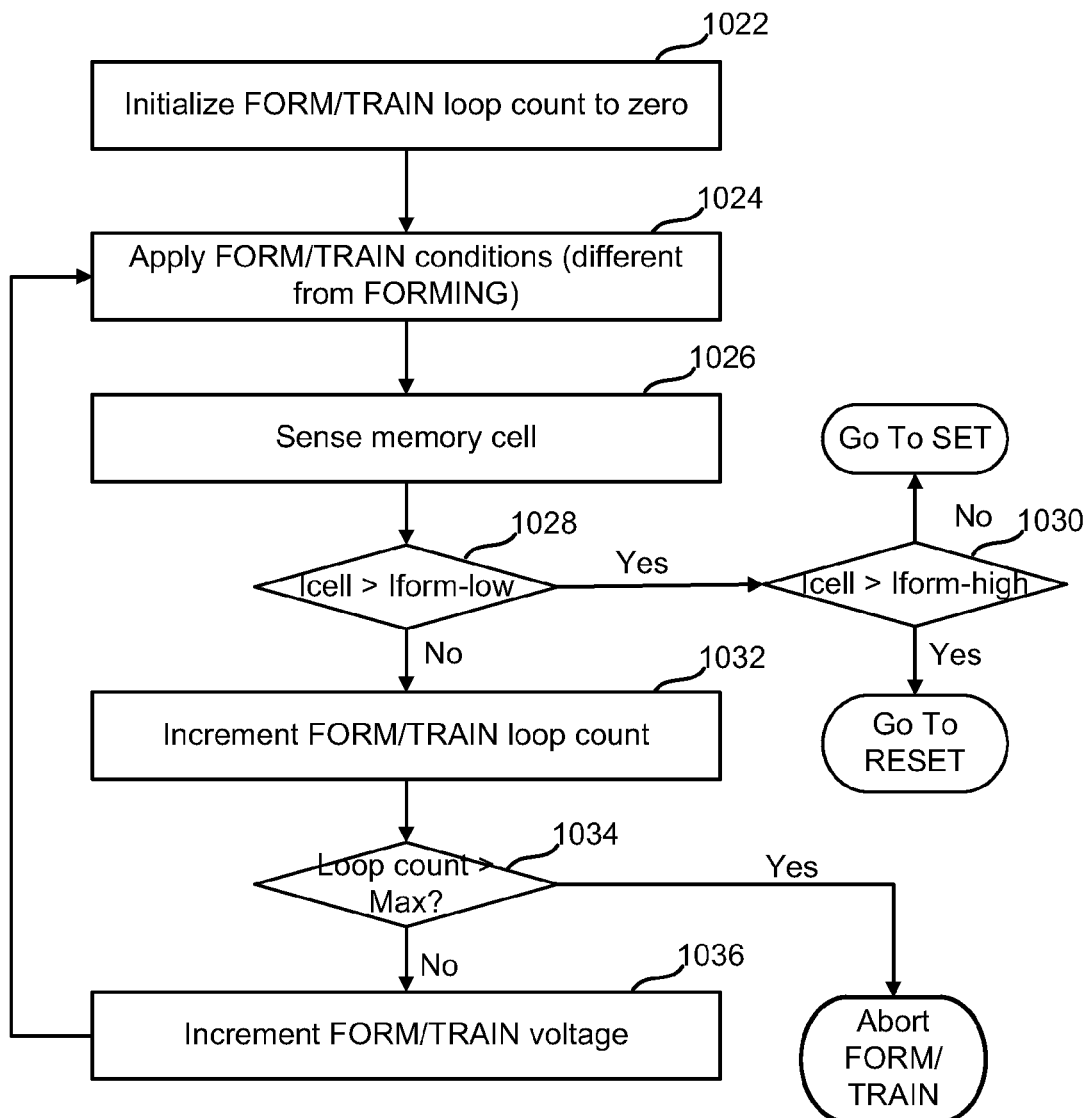 1022
Initialize FORM/TRAIN loop count to zero
1024
Apply FORM/TRAIN conditions (different
from FORMING)
1026
Sense memory cell
Go To SET
1028
Icell > Iform-low
Yes
No
1030
Icell > Iform-high
No
1032
Yes
Increment FORM/TRAIN loop count
Go To
RESET
1034
Loop count >
Max?
Yes
No
1036
Increment FORM/TRAIN voltage
Abort
FORM/
TRAIN